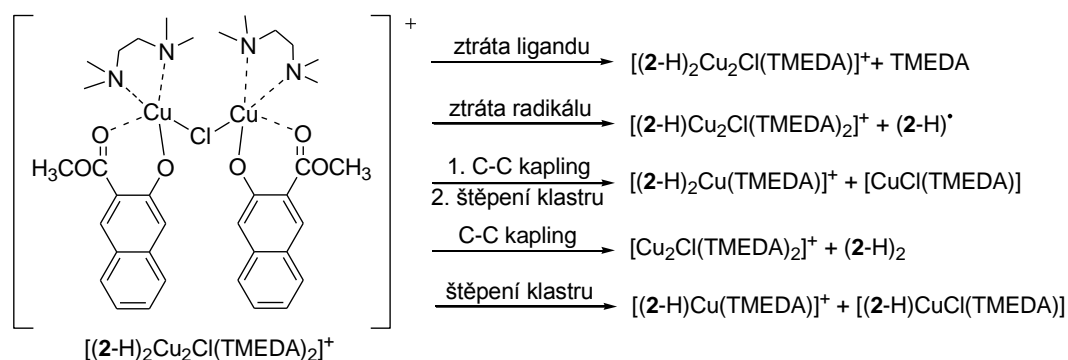 +
N N N N
Cu Cu
Cl
O O O O
CH3OC COCH3
[(2-H)₂Cu₂Cl(TMEDA)₂]⁺
ztráta ligandu
[(2-H)₂Cu₂Cl(TMEDA)]⁺ + TMEDA
ztráta radikálu
[(2-H)Cu₂Cl(TMEDA)₂]⁺ + (2-H)•
1. C-C kapling
2. štěpení klastru
[(2-H)₂Cu(TMEDA)]⁺ + [CuCl(TMEDA)]
C-C kapling
[Cu₂Cl(TMEDA)₂]⁺ + (2-H)₂
štěpení klastru
[(2-H)Cu(TMEDA)]⁺ + [(2-H)CuCl(TMEDA)]